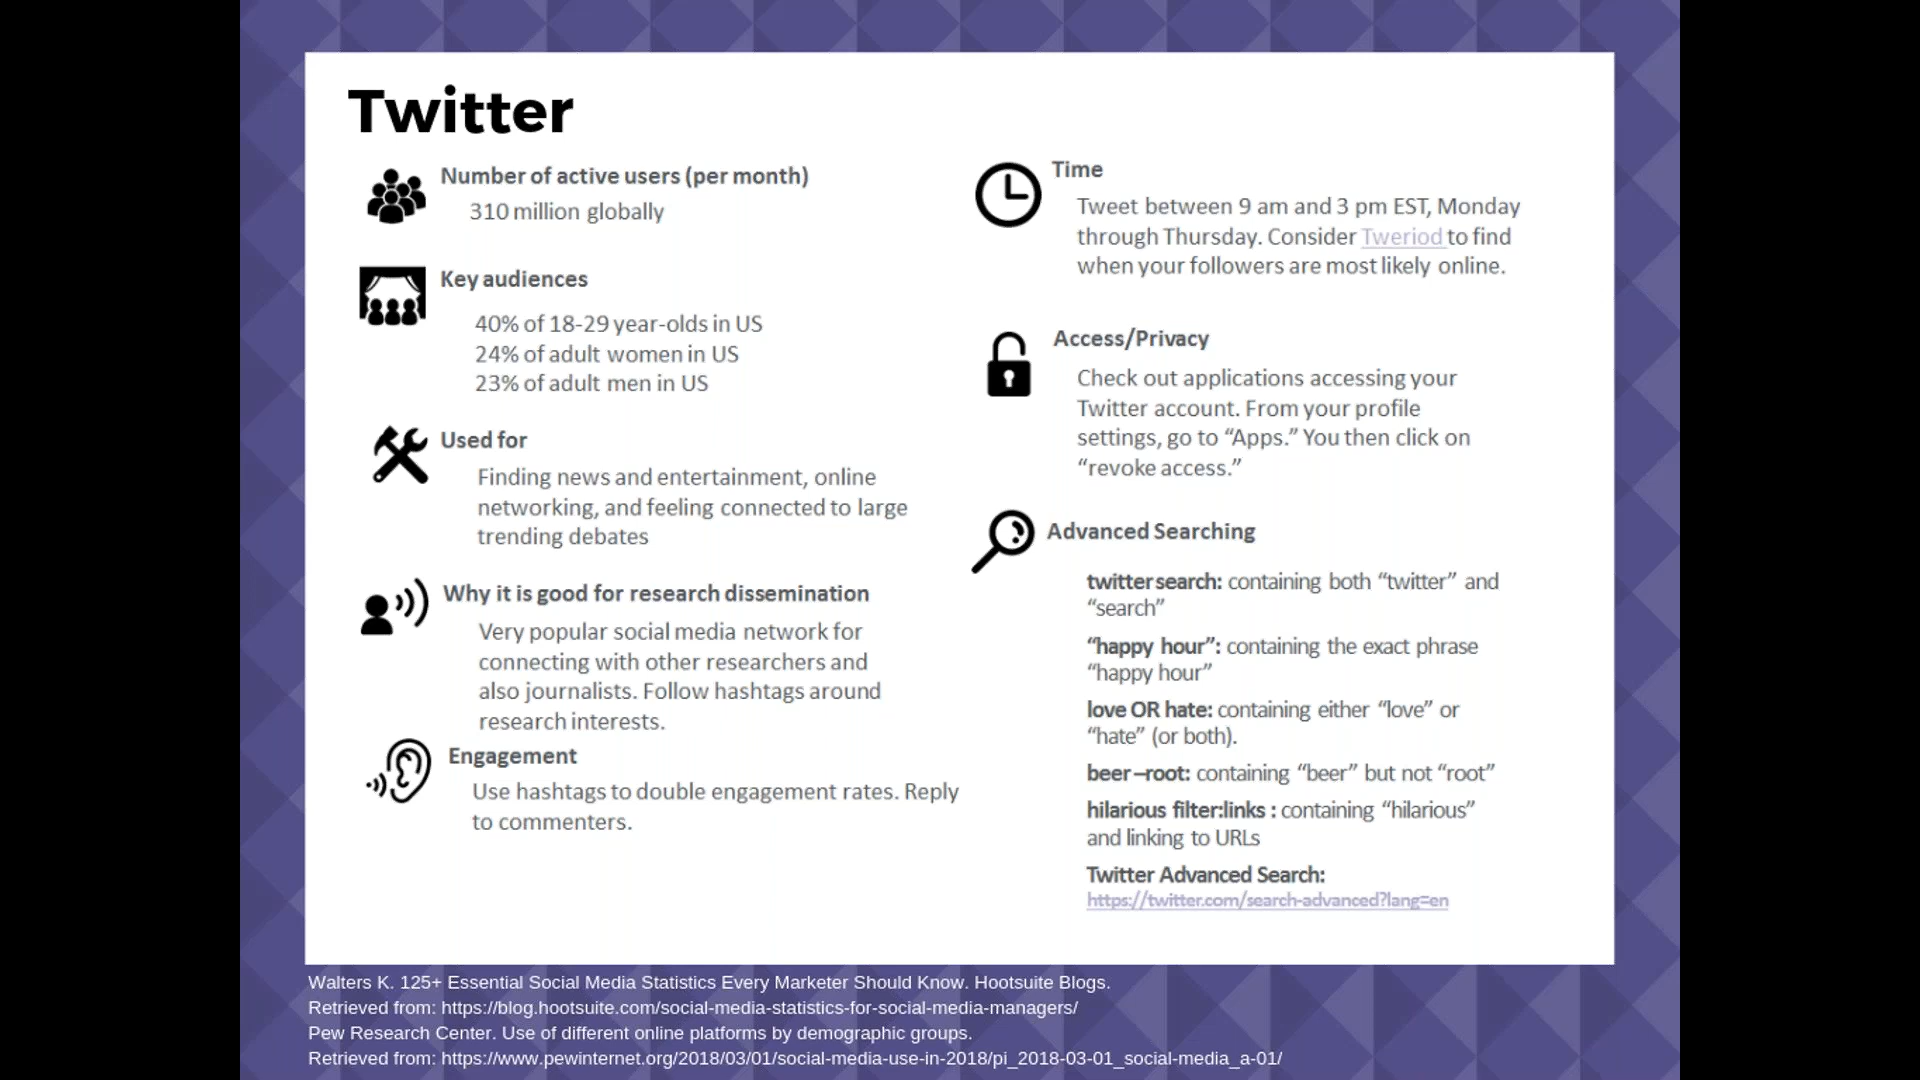 Twitter
Number of active users (per month)
310 million globally
Key audiences
40% of 18-29 year-olds in US
24% of adult women in US
23% of adult men in US
Used for
Finding news and entertainment, online
networking, and feeling connected to large
trending debates
Why it is good for research dissemination
Very popular social media network for
connecting with other researchers and
also journalists. Follow hashtags around
research interests.
Engagement
Use hashtags to double engagement rates. Reply
to commenters.
Time
Tweet between 9 am and 3 pm EST, Monday
through Thursday. Consider Tweriod to find
when your followers are most likely online.
Access/Privacy
Check out applications accessing your
Twitter account. From your profile
settings, go to “Apps.” You then click on
“revoke access.”
Advanced Searching
twitter search: containing both “twitter” and
“search”
“happy hour”: containing the exact phrase
“happy hour”
love OR hate: containing either “love” or
“hate” (or both).
beer –root: containing “beer” but not “root”
hilarious filter:links : containing “hilarious”
and linking to URLs
Twitter Advanced Search:
https://twitter.com/search-advanced?lang=en
Walters K. 125+ Essential Social Media Statistics Every Marketer Should Know. Hootsuite Blogs.
Retrieved from: https://blog.hootsuite.com/social-media-statistics-for-social-media-managers/
Pew Research Center. Use of different online platforms by demographic groups.
Retrieved from: https://www.pewinternet.org/2018/03/01/social-media-use-in-2018/pi_2018-03-01_social-media_a-01/